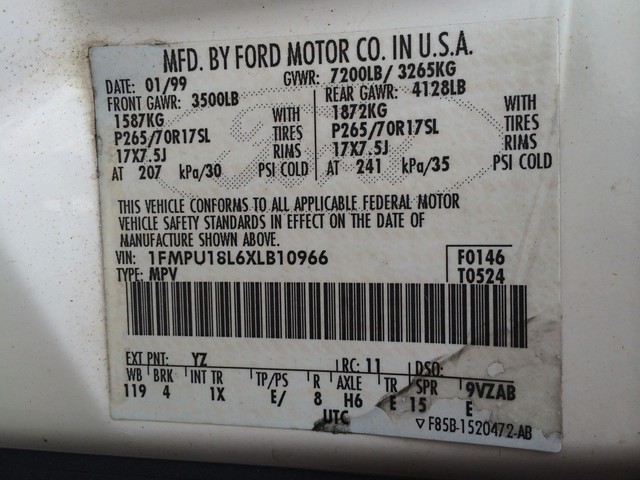 MFD. BY FORD MOTOR CO. IN U.S.A.
DATE: 01/99 GVWR: 7200LB/ 3265KG
FRONT GAWR: 3500LB REAR GAWR: 4128LB
1587KG WITH 1872KG WITH
P265/70R17SL TIRES P265/70R17SL TIRES
17X7.5J RIMS 17X7.5J RIMS
AT 207 kPa/30 PSI COLD AT 241 kPa/35 PSI COLD
THIS VEHICLE CONFORMS TO ALL APPLICABLE FEDERAL MOTOR
VEHICLE SAFETY STANDARDS IN EFFECT ON THE DATE OF
MANUFACTURE SHOWN ABOVE.
VIN: 1FMPU18L6XLB10966 F0146
TYPE: MPV T0524
EXT PNT: YZ RC: 11 DSO:
WB BRK INT TR TP/PS R AXLE TR SPR 9VZAB
119 4 1X E/ 8 H6 E 15 E
UTC
▽F85B-1520472-AB